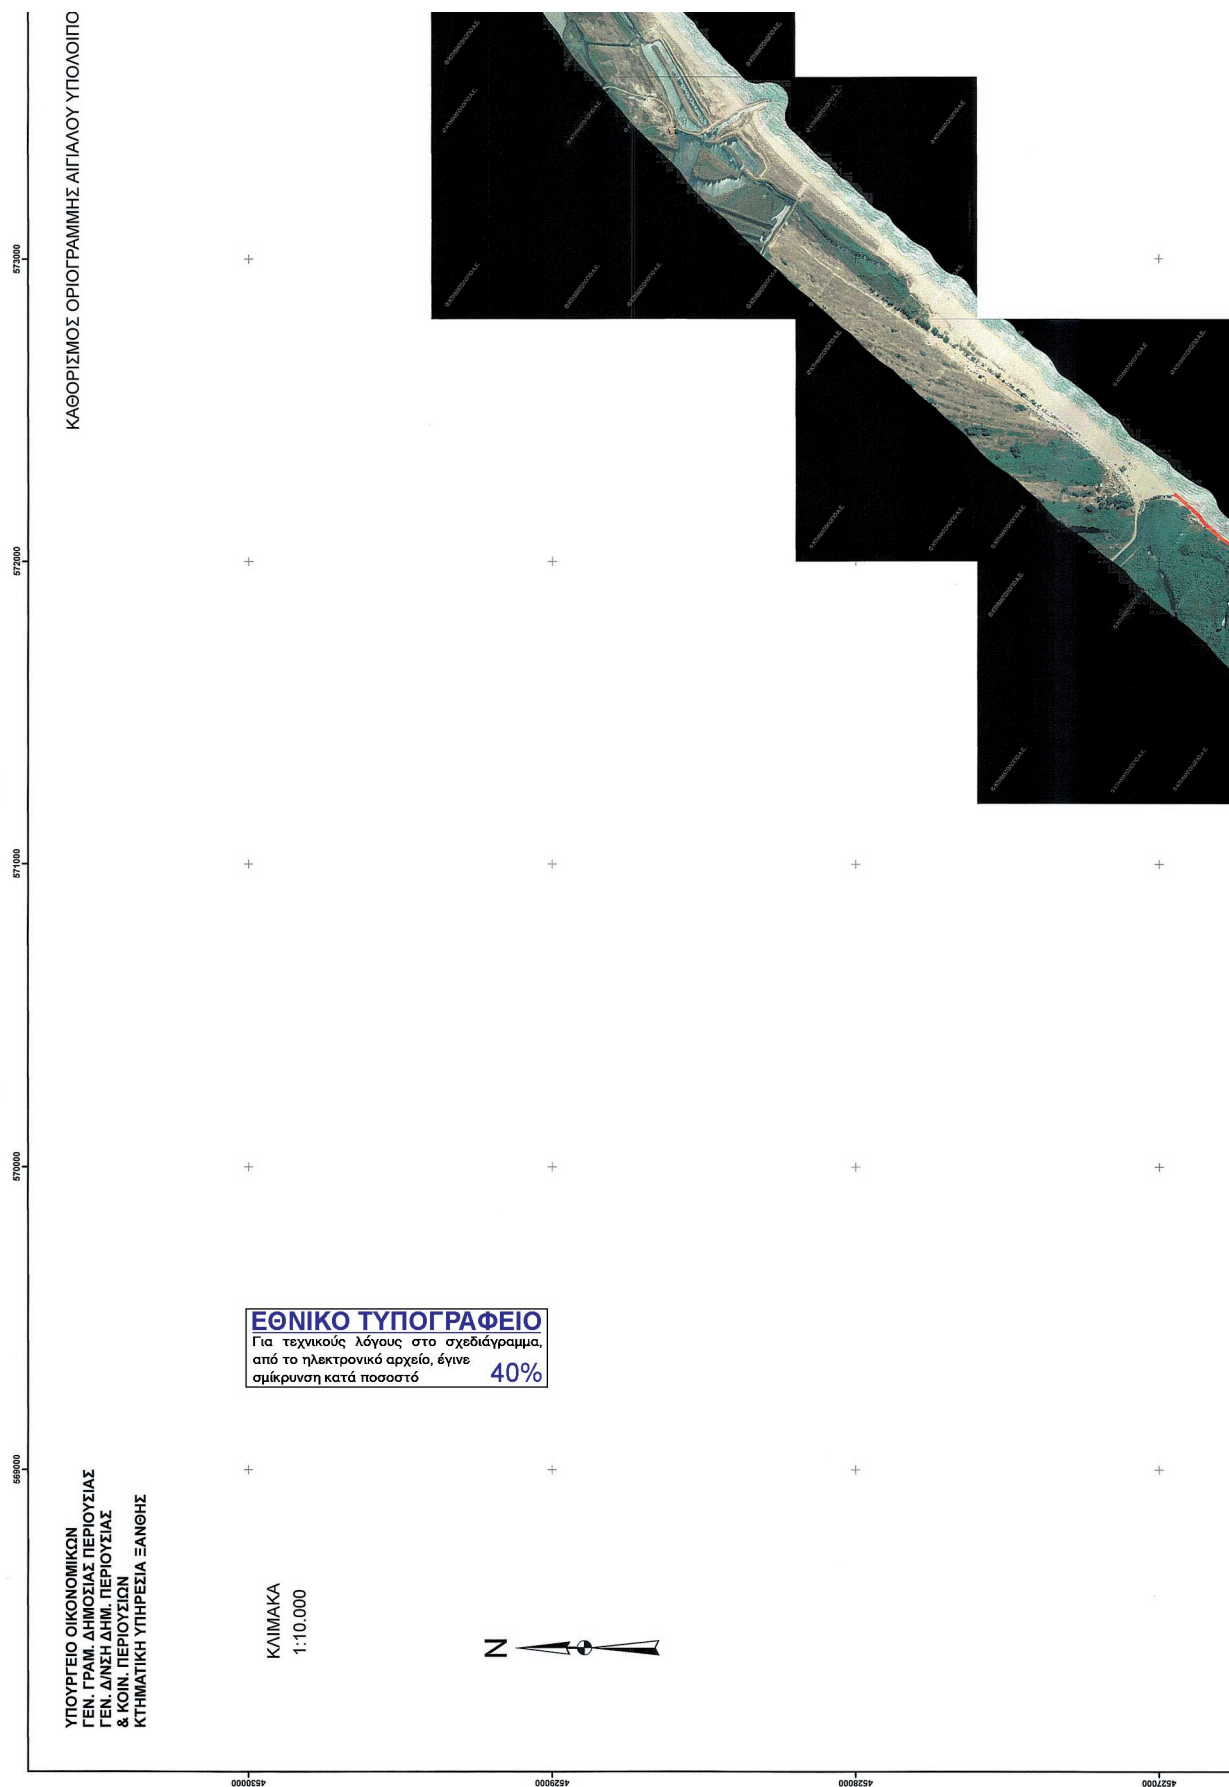 ΚΑΘΟΡΙΣΜΟΣ ΟΡΙΟΓΡΑΜΜΗΣ ΑΙΓΙΑΛΟΥ ΥΠΟΛΟΙΠΟ
573000
572000
571000
570000
569000
ΕΘΝΙΚΟ ΤΥΠΟΓΡΑΦΕΙΟ
Για τεχνικούς λόγους στο σχεδιάγραμμα,
από το ηλεκτρονικό αρχείο, έγινε
σμίκρυνση κατά ποσοστό 40%
ΥΠΟΥΡΓΕΙΟ ΟΙΚΟΝΟΜΙΚΩΝ
ΓΕΝ. ΓΡΑΜ. ΔΗΜΟΣΙΑΣ ΠΕΡΙΟΥΣΙΑΣ
ΓΕΝ. Δ/ΝΣΗ ΔΗΜ. ΠΕΡΙΟΥΣΙΑΣ
& ΚΟΙΝ. ΠΕΡΙΟΥΣΙΩΝ
ΚΤΗΜΑΤΙΚΗ ΥΠΗΡΕΣΙΑ ΞΑΝΘΗΣ
ΚΛΙΜΑΚΑ
1:10.000
N
4530000
4529000
4528000
4527000